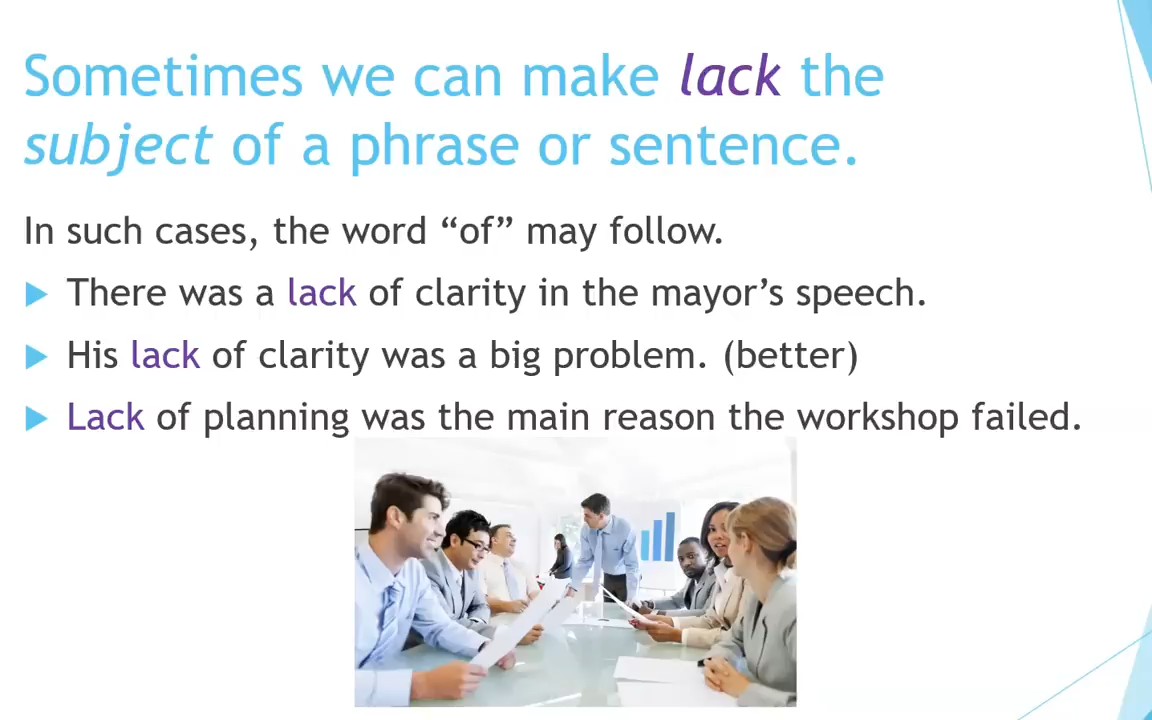 Sometimes we can make lack the
subject of a phrase or sentence.
In such cases, the word “of” may follow.
There was a lack of clarity in the mayor’s speech.
His lack of clarity was a big problem. (better)
Lack of planning was the main reason the workshop failed.